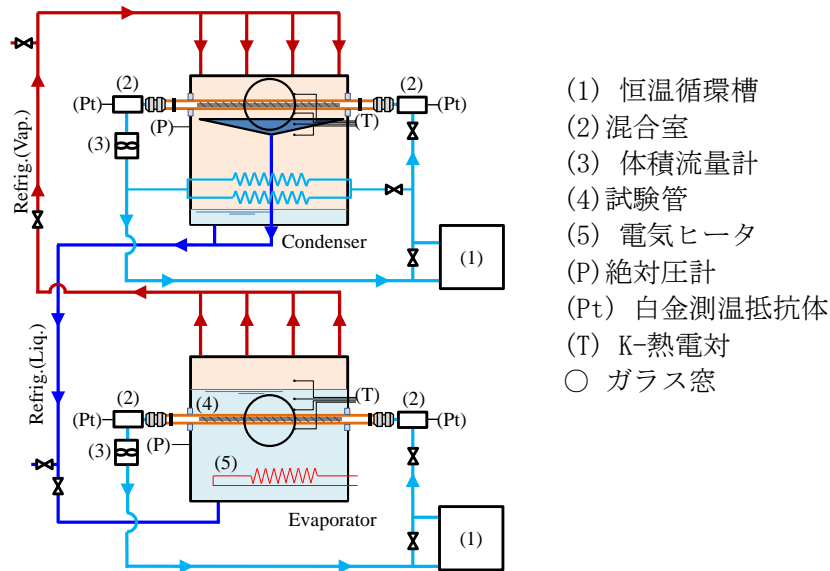 (2)
(2)
(Pt)
(Pt)
(P)
(T)
(3)
Refrig.(Vap.)
Condenser
(1)
Refrig.(Liq.)
(2)
(4)
(T)
(2)
(Pt)
(Pt)
(P)
(3)
(5)
Evaporator
(1)
(1) 恒温循環槽
(2)混合室
(3) 体積流量計
(4)試験管
(5) 電気ヒータ
(P)絶対圧計
(Pt) 白金測温抵抗体
(T) K-熱電対
○ ガラス窓